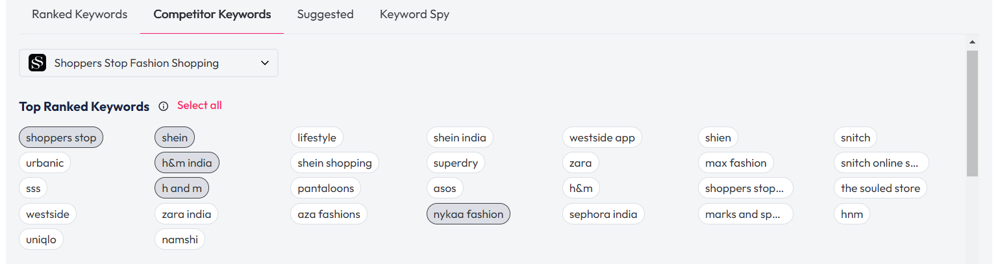 Ranked Keywords Competitor Keywords Suggested Keyword Spy
Shoppers Stop Fashion Shopping
Top Ranked Keywords Select all
shoppers stop shein lifestyle shein india westside app shien snitch
urbanic h&m india shein shopping superdry zara max fashion snitch online s...
sss h and m pantaloons asos h&m shoppers stop... the souled store
westside zara india aza fashions nykaa fashion sephora india marks and sp... hnm
uniqlo namshi